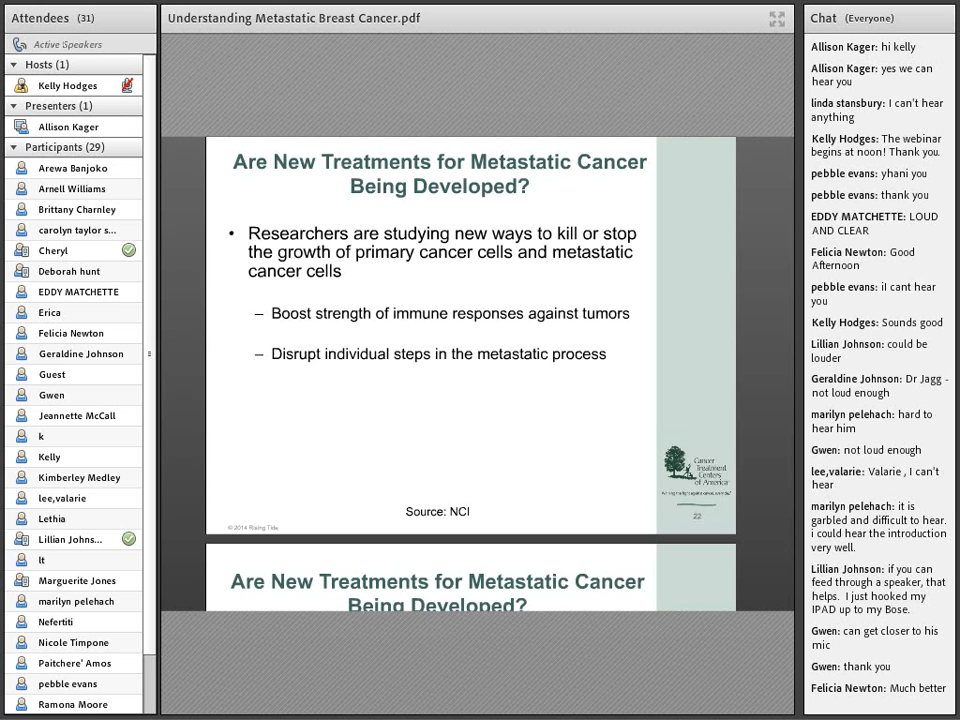 Attendees (31)
Active Speakers
Hosts (1)
Kelly Hodges
Presenters (1)
Allison Kager
Participants (29)
Arewa Banjoko
Arnell Williams
Brittany Charnley
carolyn taylor s...
Cheryl
Deborah hunt
EDDY MATCHETTE
Erica
Felicia Newton
Geraldine Johnson
Guest
Gwen
Jeannette McCall
k
Kelly
Kimberley Medley
lee,valarie
Lethia
Lillian Johns...
lt
Marguerite Jones
marilyn pelehach
Nefertiti
Nicole Timpone
Paitchere' Amos
pebble evans
Ramona Moore
Understanding Metastatic Breast Cancer.pdf
Are New Treatments for Metastatic Cancer
Being Developed?
• Researchers are studying new ways to kill or stop
the growth of primary cancer cells and metastatic
cancer cells
– Boost strength of immune responses against tumors
– Disrupt individual steps in the metastatic process
Cancer
Treatment
Centers
of America
Source: NCI
22
© 2014 Rising Tide
Are New Treatments for Metastatic Cancer
Being Developed?
Chat (Everyone)
Allison Kager: hi kelly
Allison Kager: yes we can
hear you
linda stansbury: I can't hear
anything
Kelly Hodges: The webinar
begins at noon! Thank you.
pebble evans: yhani you
pebble evans: thank you
EDDY MATCHETTE: LOUD
AND CLEAR
Felicia Newton: Good
Afternoon
pebble evans: iI cant hear
you
Kelly Hodges: Sounds good
Lillian Johnson: could be
louder
Geraldine Johnson: Dr Jagg -
not loud enough
marilyn pelehach: hard to
hear him
Gwen: not loud enough
lee,valarie: Valarie , I can't
hear
marilyn pelehach: it is
garbled and difficult to hear.
i could hear the introduction
very well.
Lillian Johnson: if you can
feed through a speaker, that
helps. I just hooked my
IPAD up to my Bose.
Gwen: can get closer to his
mic
Gwen: thank you
Felicia Newton: Much better